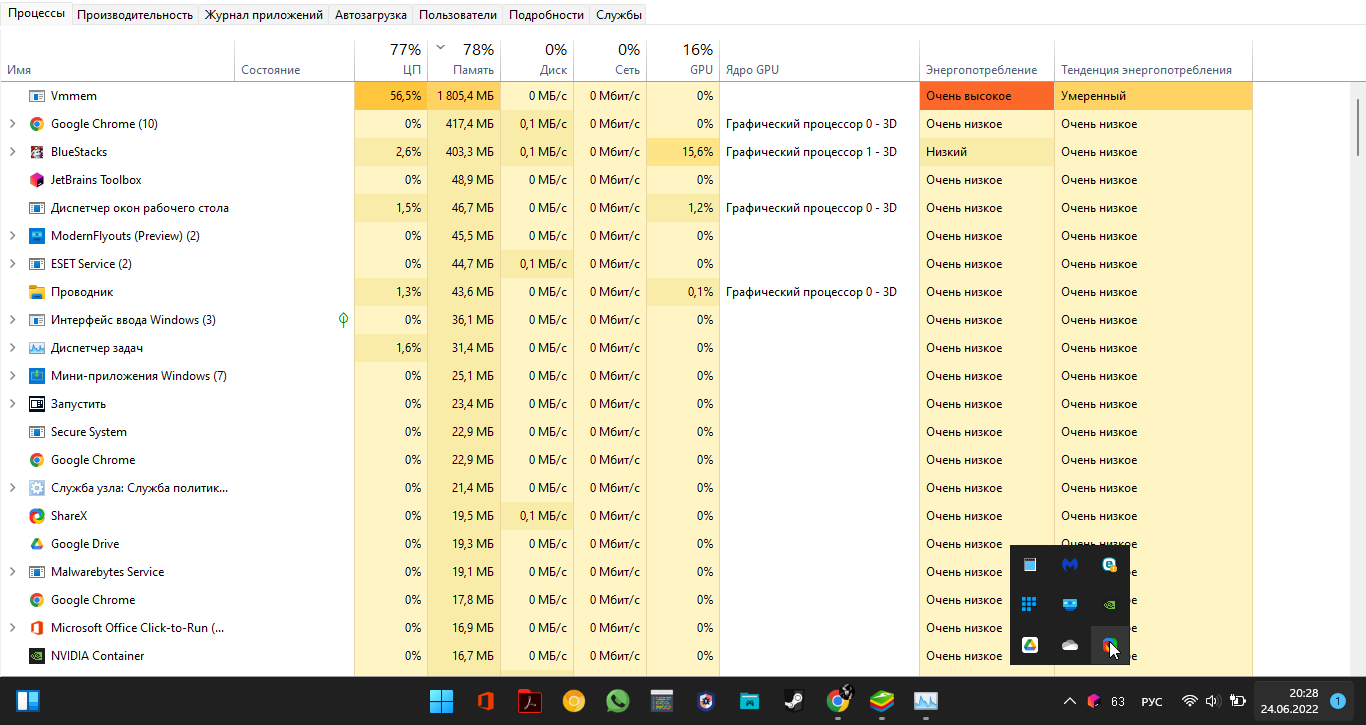 Процессы Производительность Журнал приложений Автозагрузка Пользователи Подробности Службы
77% 78% 0% 0% 16%
Имя Состояние ЦП Память Диск Сеть GPU Ядро GPU Энергопотребление Тенденция энергопотребления
Vmmem 56,5% 1 805,4 МБ 0 МБ/с 0 Мбит/с 0% Очень высокое Умеренный
Google Chrome (10) 0% 417,4 МБ 0,1 МБ/с 0 Мбит/с 0% Графический процессор 0 - 3D Очень низкое Очень низкое
BlueStacks 2,6% 403,3 МБ 0,1 МБ/с 0 Мбит/с 15,6% Графический процессор 1 - 3D Низкий Очень низкое
JetBrains Toolbox 0% 48,9 МБ 0 МБ/с 0 Мбит/с 0% Очень низкое Очень низкое
Диспетчер окон рабочего стола 1,5% 46,7 МБ 0 МБ/с 0 Мбит/с 1,2% Графический процессор 0 - 3D Очень низкое Очень низкое
ModernFlyouts (Preview) (2) 0% 45,5 МБ 0 МБ/с 0 Мбит/с 0% Очень низкое Очень низкое
ESET Service (2) 0% 44,7 МБ 0,1 МБ/с 0 Мбит/с 0% Очень низкое Очень низкое
Проводник 1,3% 43,6 МБ 0 МБ/с 0 Мбит/с 0,1% Графический процессор 0 - 3D Очень низкое Очень низкое
Интерфейс ввода Windows (3) 0% 36,1 МБ 0 МБ/с 0 Мбит/с 0% Очень низкое Очень низкое
Диспетчер задач 1,6% 31,4 МБ 0 МБ/с 0 Мбит/с 0% Очень низкое Очень низкое
Мини-приложения Windows (7) 0% 25,1 МБ 0 МБ/с 0 Мбит/с 0% Очень низкое Очень низкое
Запустить 0% 23,4 МБ 0 МБ/с 0 Мбит/с 0% Очень низкое Очень низкое
Secure System 0% 22,9 МБ 0 МБ/с 0 Мбит/с 0% Очень низкое Очень низкое
Google Chrome 0% 22,9 МБ 0 МБ/с 0 Мбит/с 0% Очень низкое Очень низкое
Служба узла: Служба политик... 0% 21,4 МБ 0 МБ/с 0 Мбит/с 0% Очень низкое Очень низкое
ShareX 0% 19,5 МБ 0,1 МБ/с 0 Мбит/с 0% Очень низкое Очень низкое
Google Drive 0% 19,3 МБ 0 МБ/с 0 Мбит/с 0% Очень низкое Очень низкое
Malwarebytes Service 0% 19,1 МБ 0 МБ/с 0 Мбит/с 0% Очень низкое
Google Chrome 0% 17,8 МБ 0 МБ/с 0 Мбит/с 0% Очень низкое
Microsoft Office Click-to-Run (... 0% 16,9 МБ 0 МБ/с 0 Мбит/с 0% Очень низкое
NVIDIA Container 0% 16,7 МБ 0 МБ/с 0 Мбит/с 0% Очень низкое
63 РУС 20:28 1
24.06.2022